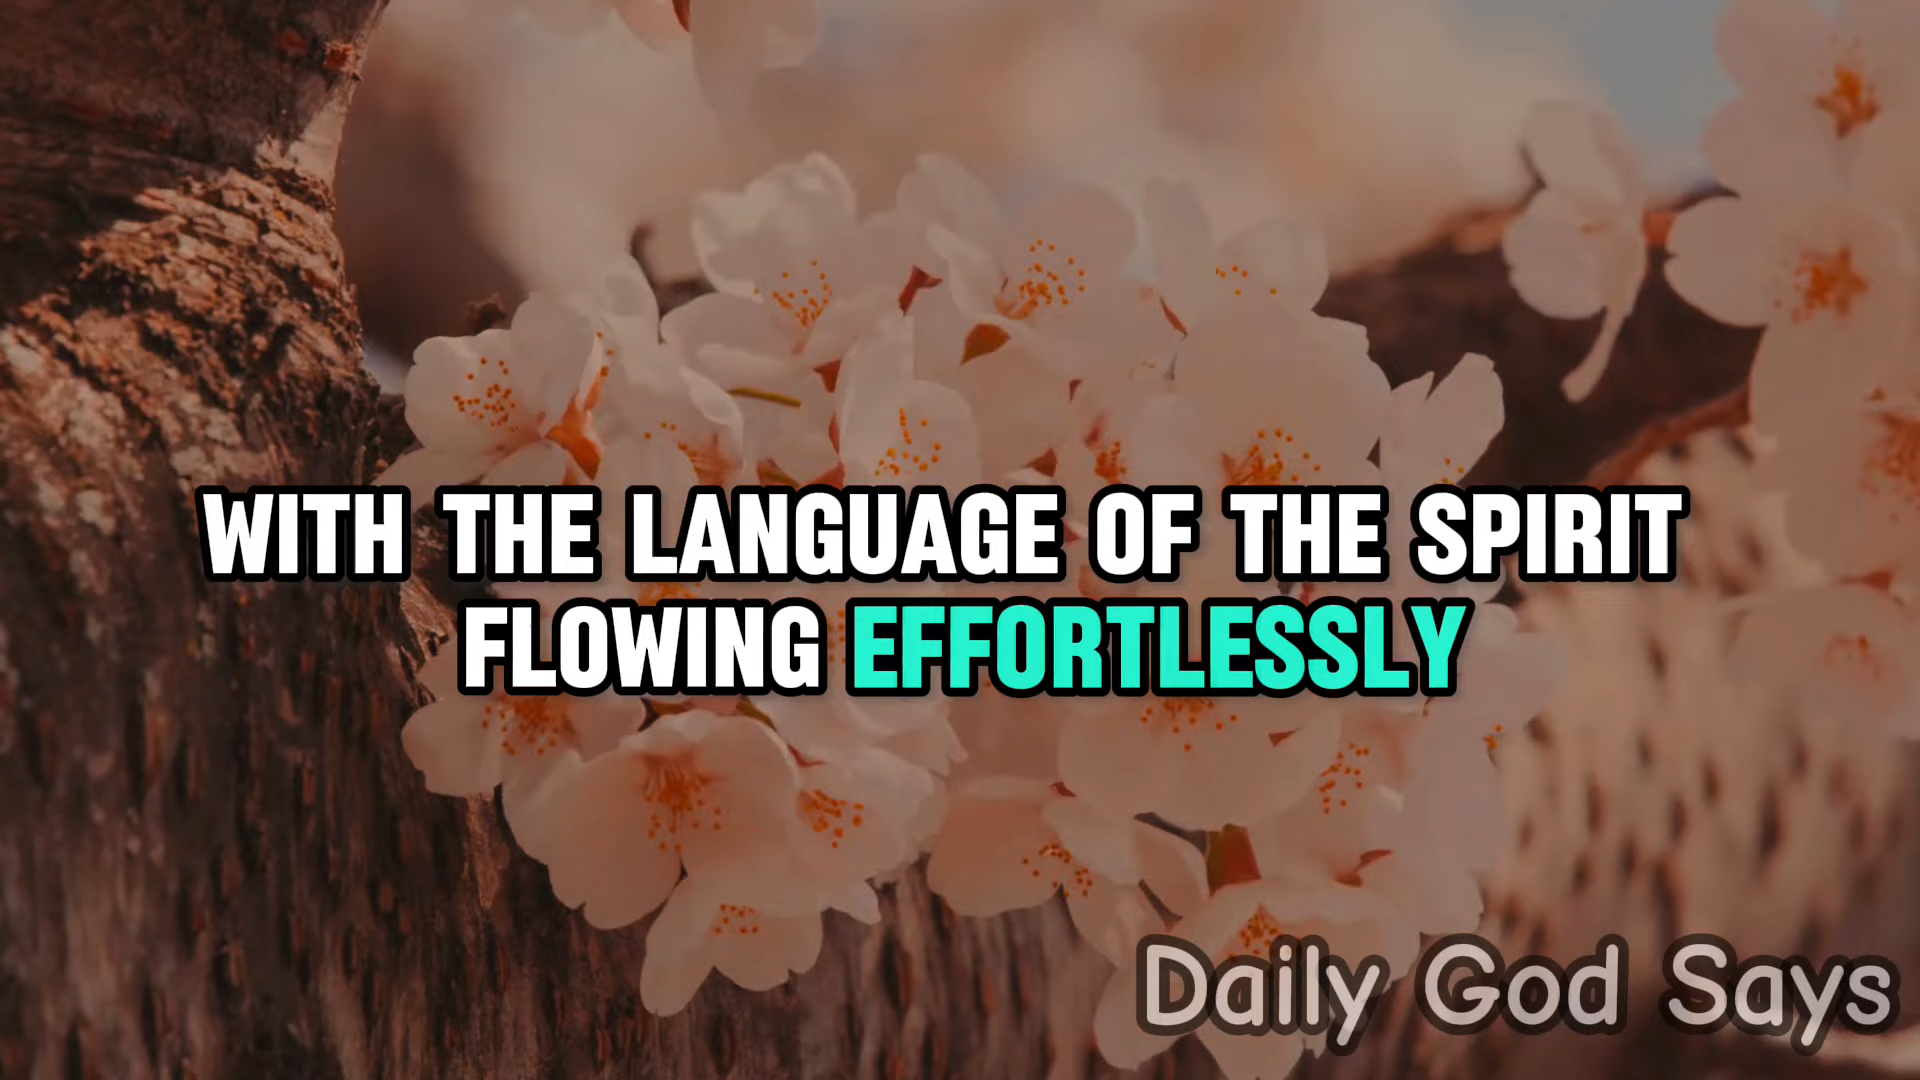 WITH THE LANGUAGE OF THE SPIRIT
FLOWING EFFORTLESSLY
Daily God Says